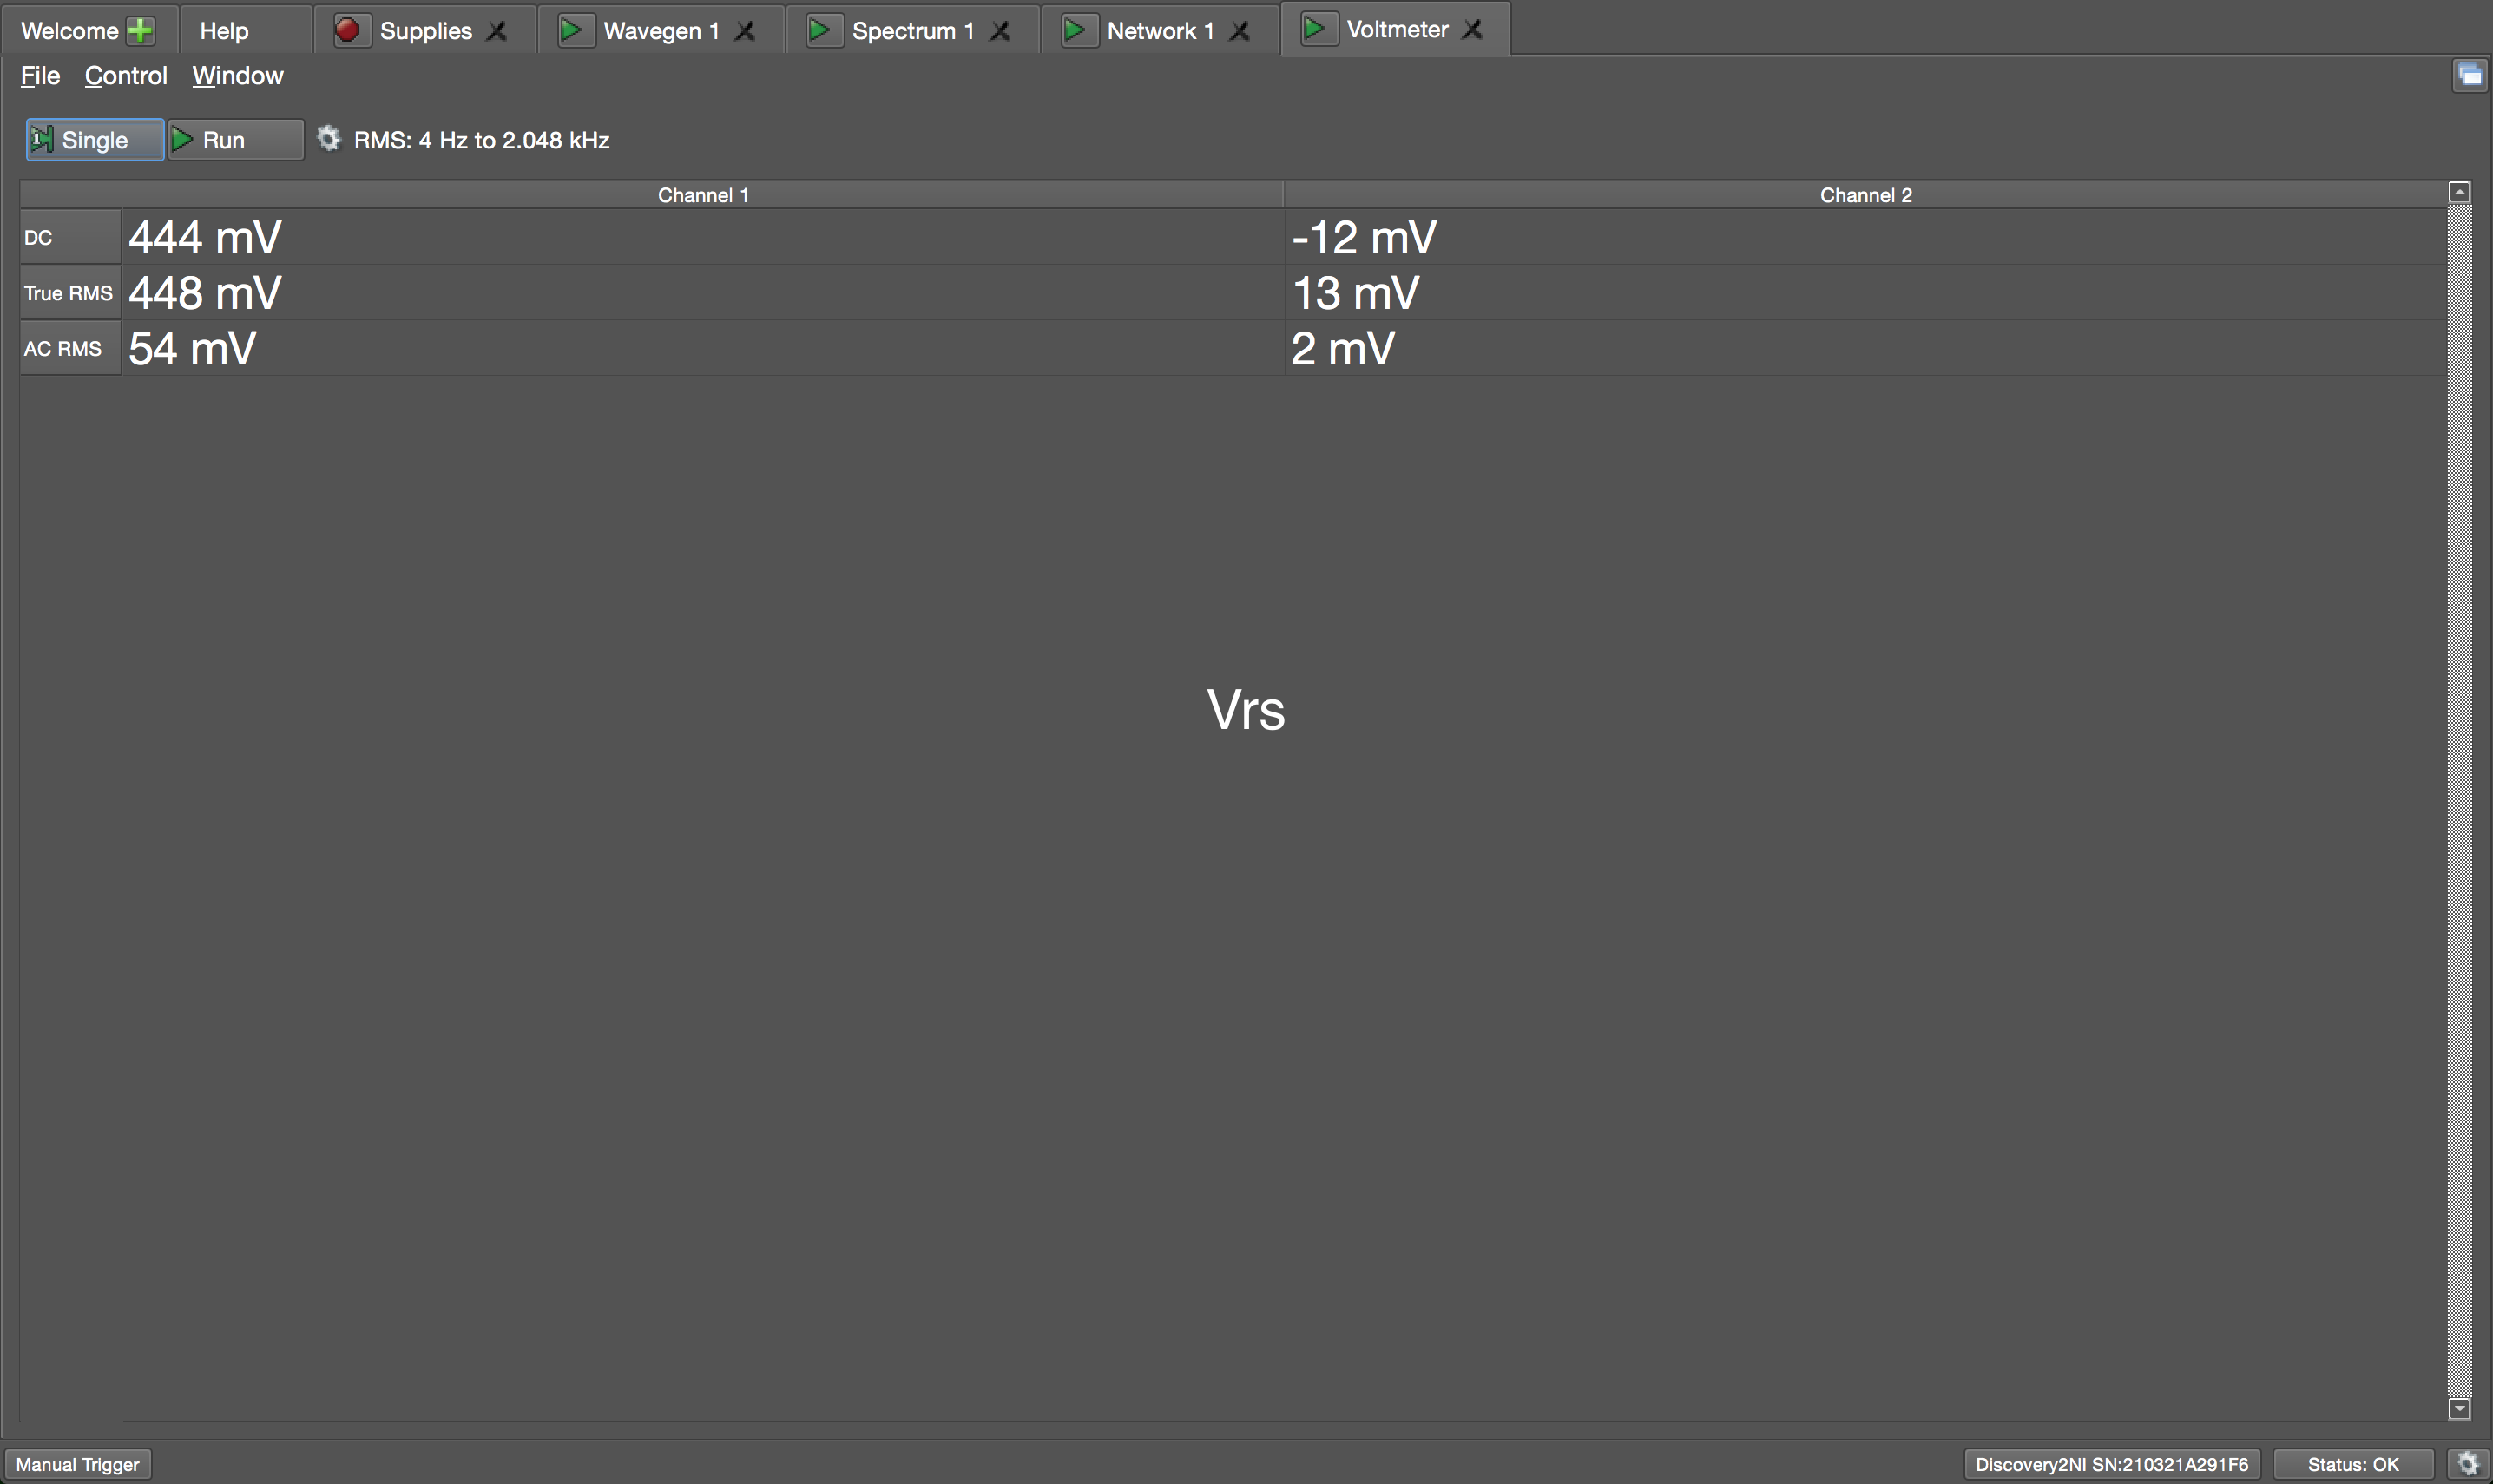 Welcome Help Supplies Wavegen 1 Spectrum 1 Network 1 Voltmeter
File Control Window
1 Single Run RMS: 4 Hz to 2.048 kHz
Channel 1 Channel 2
DC 444 mV -12 mV
True RMS 448 mV 13 mV
AC RMS 54 mV 2 mV
Vrs
Manual Trigger Discovery2NI SN:210321A291F6 Status: OK